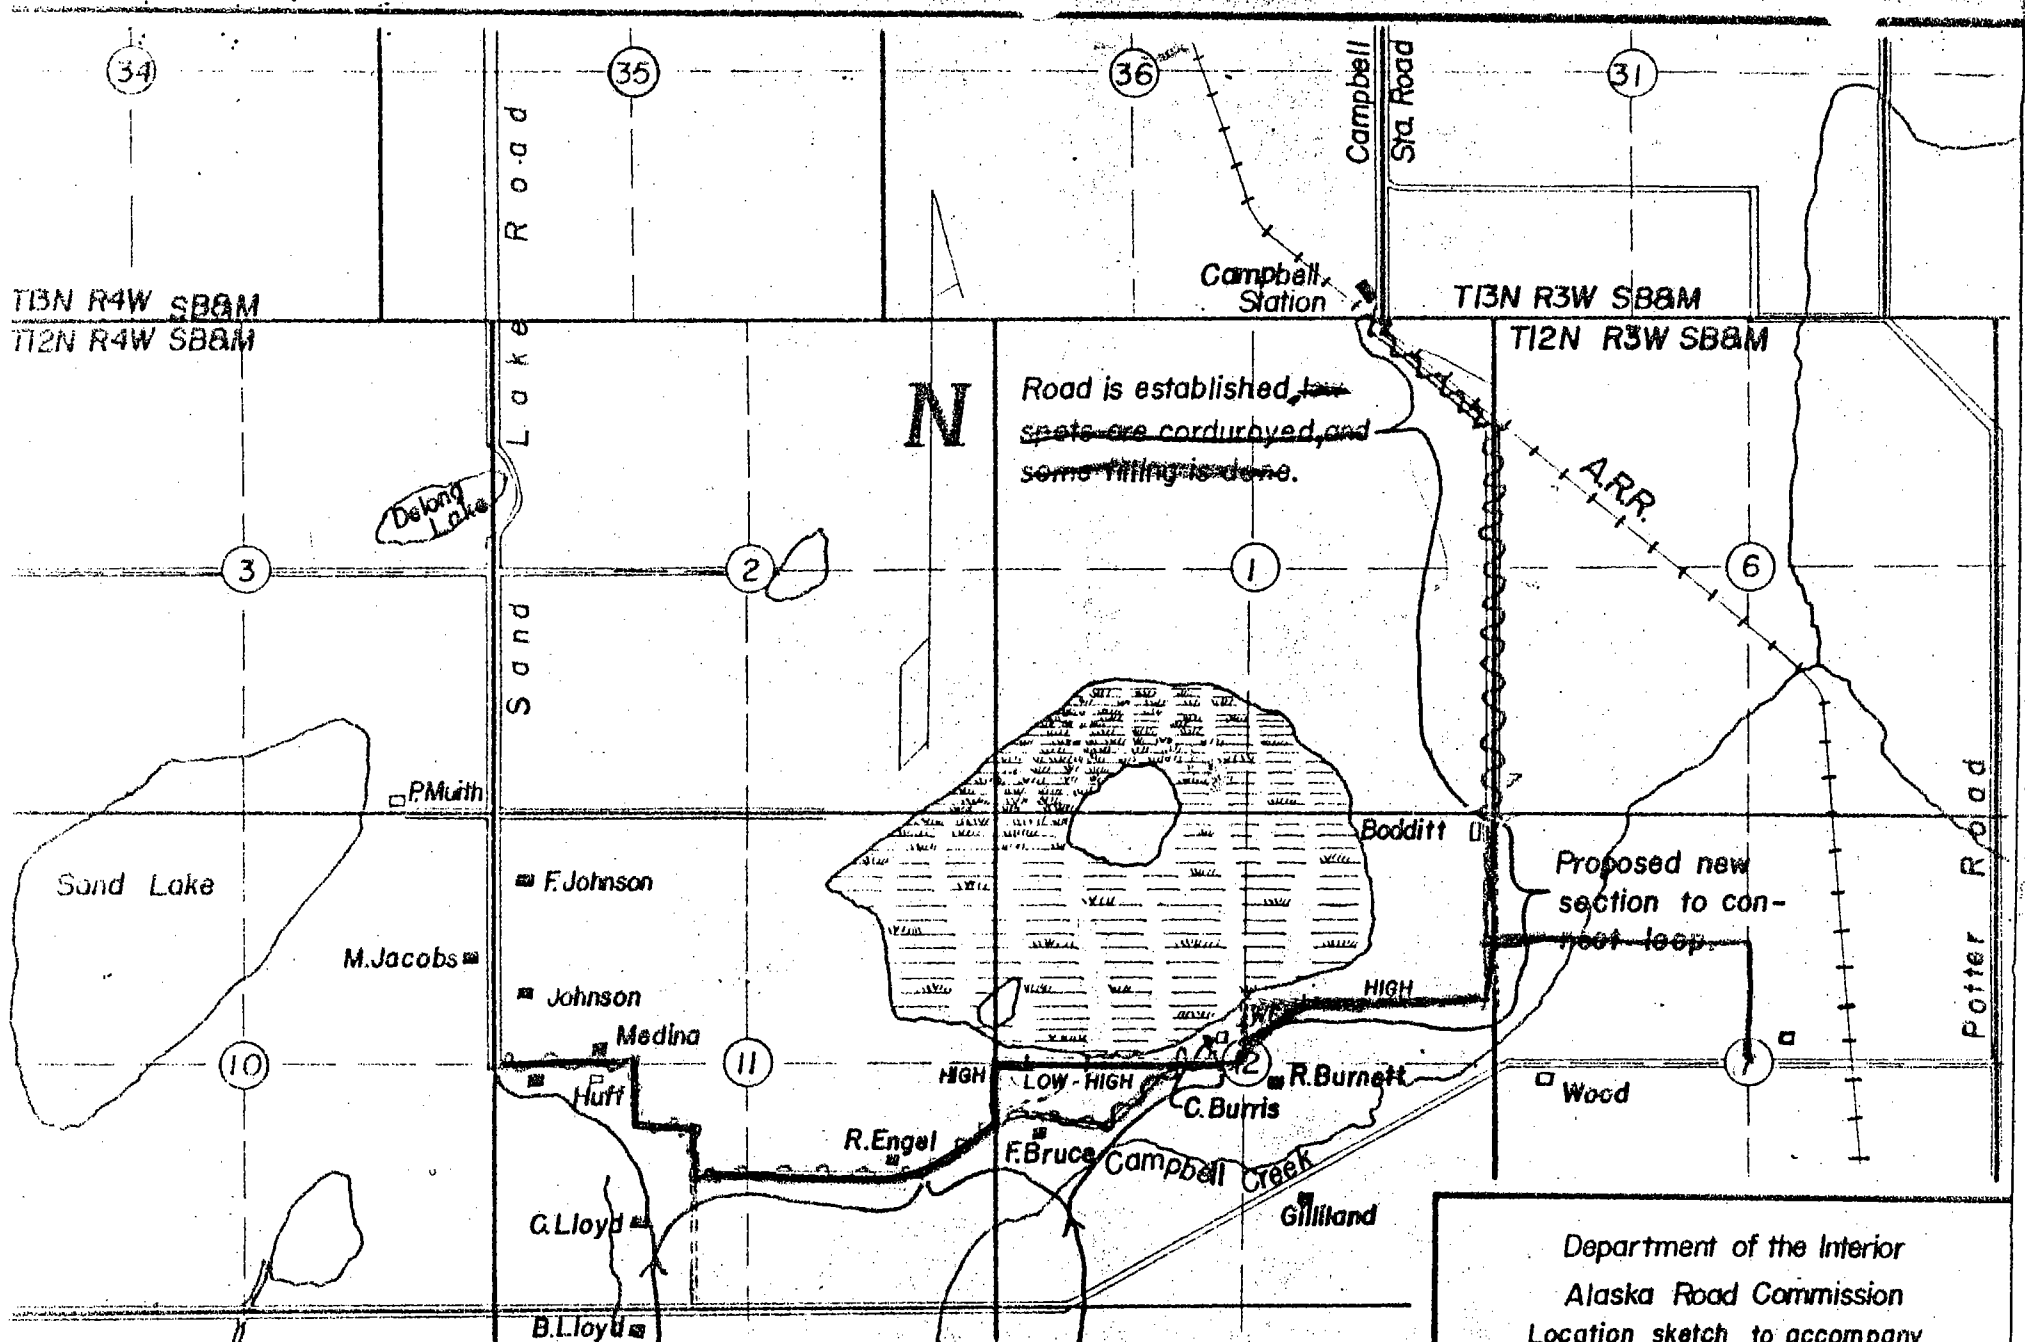 34
35
36
31
Campbell
Sta. Road
Sand Lake Road
Campbell
Station
T13N R4W SB&M
T12N R4W SB&M
T13N R3W SB&M
T12N R3W SB&M
N
Road is established, low
spots are corduroyed, and
some filling is done.
A.R.R.
Delong
Lake
3
2
1
6
P.Muith
Bodditt
Sand Lake
F.Johnson
Proposed new
section to con-
nect loop.
Potter Road
M.Jacobs
Johnson
HIGH
Medina
10
11
HIGH
LOW-HIGH
12
R.Burnett
Huff
C.Burris
Wood
R.Engel
F.Bruce
Campbell Creek
C.Lloyd
Gilliland
B.Lloyd
Department of the Interior
Alaska Road Commission
Location sketch to accompany